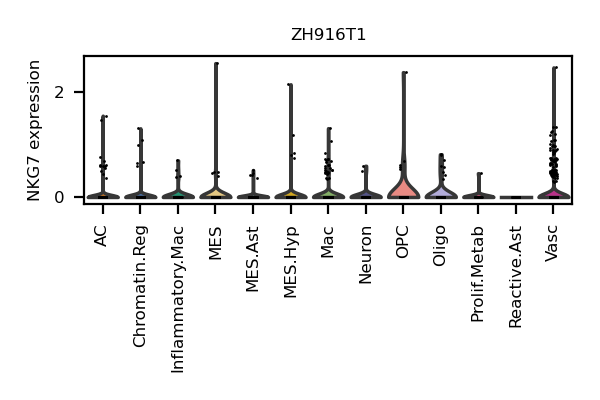 ZH916T1
NKG7 expression
2
0
AC
Chromatin.Reg
Inflammatory.Mac
MES
MES.Ast
MES.Hyp
Mac
Neuron
OPC
Oligo
Prolif.Metab
Reactive.Ast
Vasc